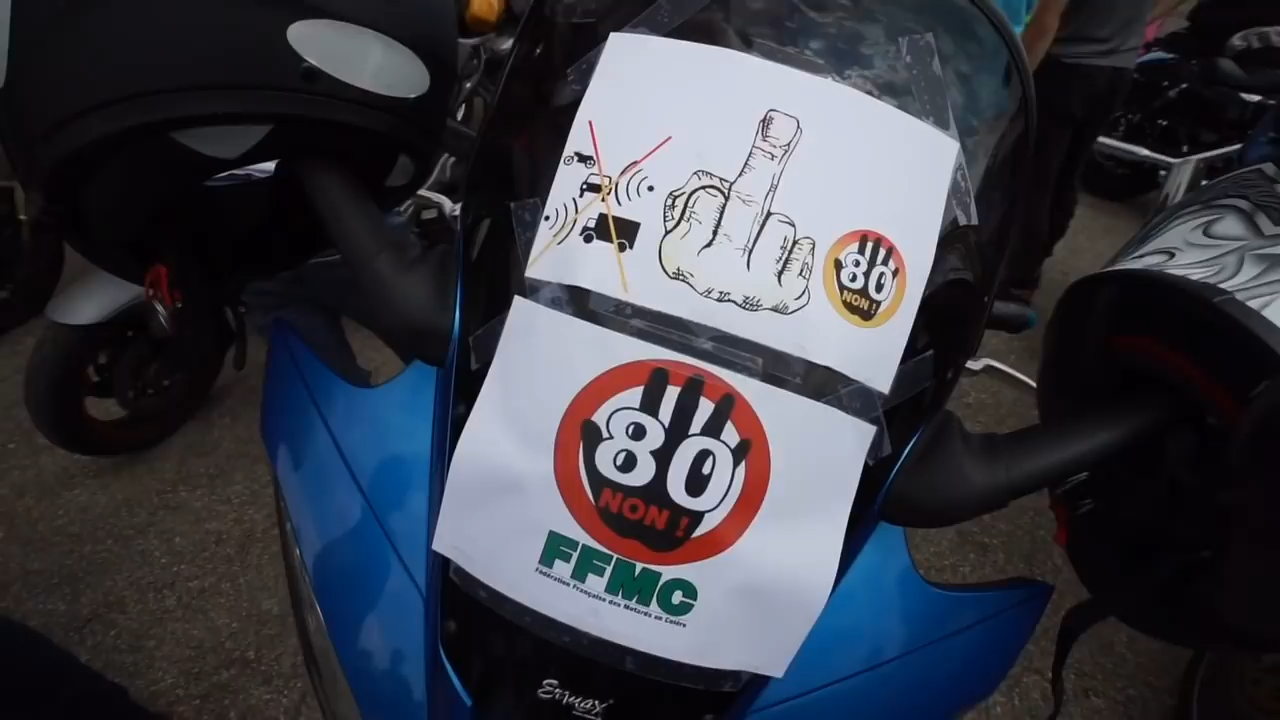 80
NON !
80
NON !
FFMC
Fédération Française des Motards en Colère
Ermax